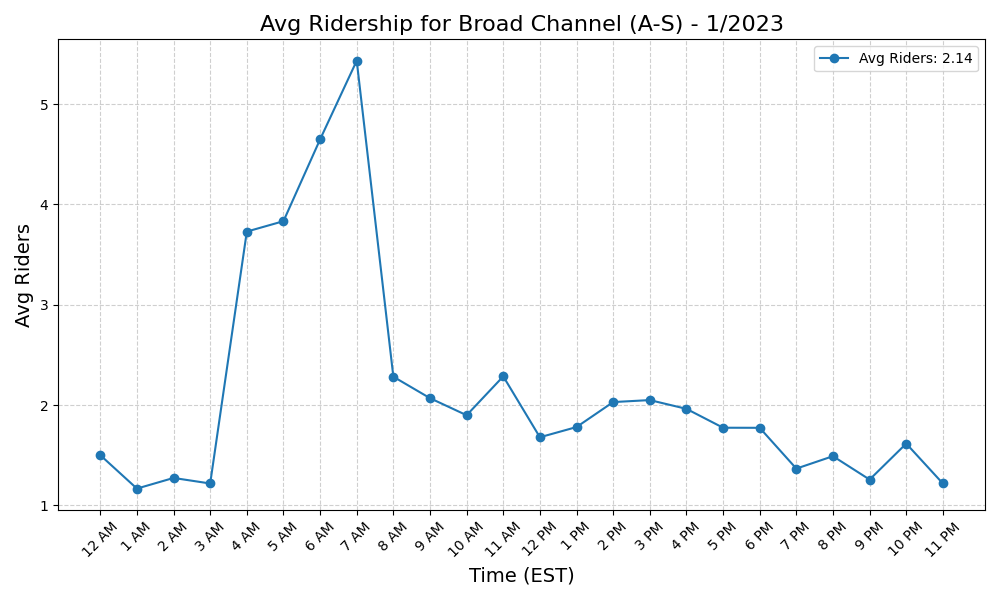 Avg Ridership for Broad Channel (A-S) - 1/2023
Avg Riders: 2.14
Avg Riders
5
4
3
2
1
12 AM
1 AM
2 AM
3 AM
4 AM
5 AM
6 AM
7 AM
8 AM
9 AM
10 AM
11 AM
12 PM
1 PM
2 PM
3 PM
4 PM
5 PM
6 PM
7 PM
8 PM
9 PM
10 PM
11 PM
Time (EST)